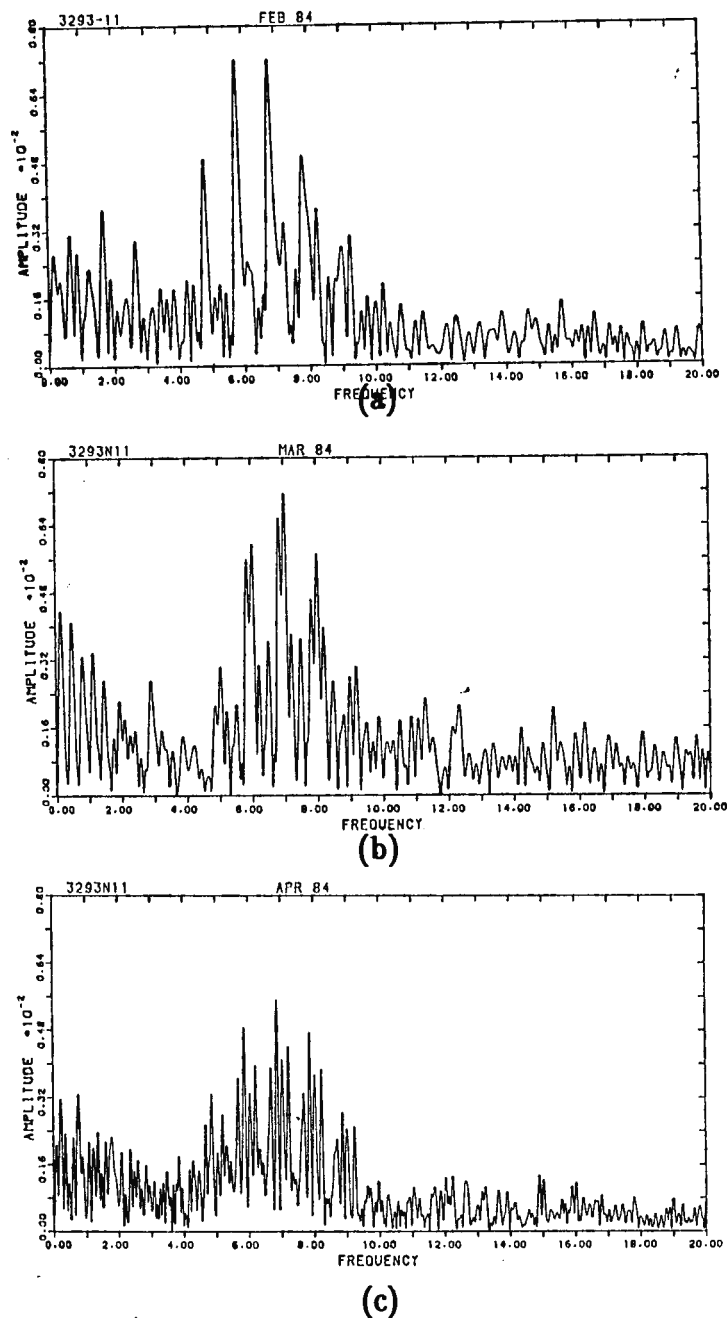 3293-11 FEB 84
AMPLITUDE *10⁻²
0.80
0.64
0.48
0.32
0.16
0.00
0.00 2.00 4.00 6.00 8.00 10.00 12.00 14.00 16.00 18.00 20.00
FREQUENCY
(a)
3293N11 MAR 84
AMPLITUDE *10⁻²
0.80
0.64
0.48
0.32
0.16
0.00
0.00 2.00 4.00 6.00 8.00 10.00 12.00 14.00 16.00 18.00 20.00
FREQUENCY
(b)
3293N11 APR 84
AMPLITUDE *10⁻²
0.80
0.64
0.48
0.32
0.16
0.00
0.00 2.00 4.00 6.00 8.00 10.00 12.00 14.00 16.00 18.00 20.00
FREQUENCY
(c)